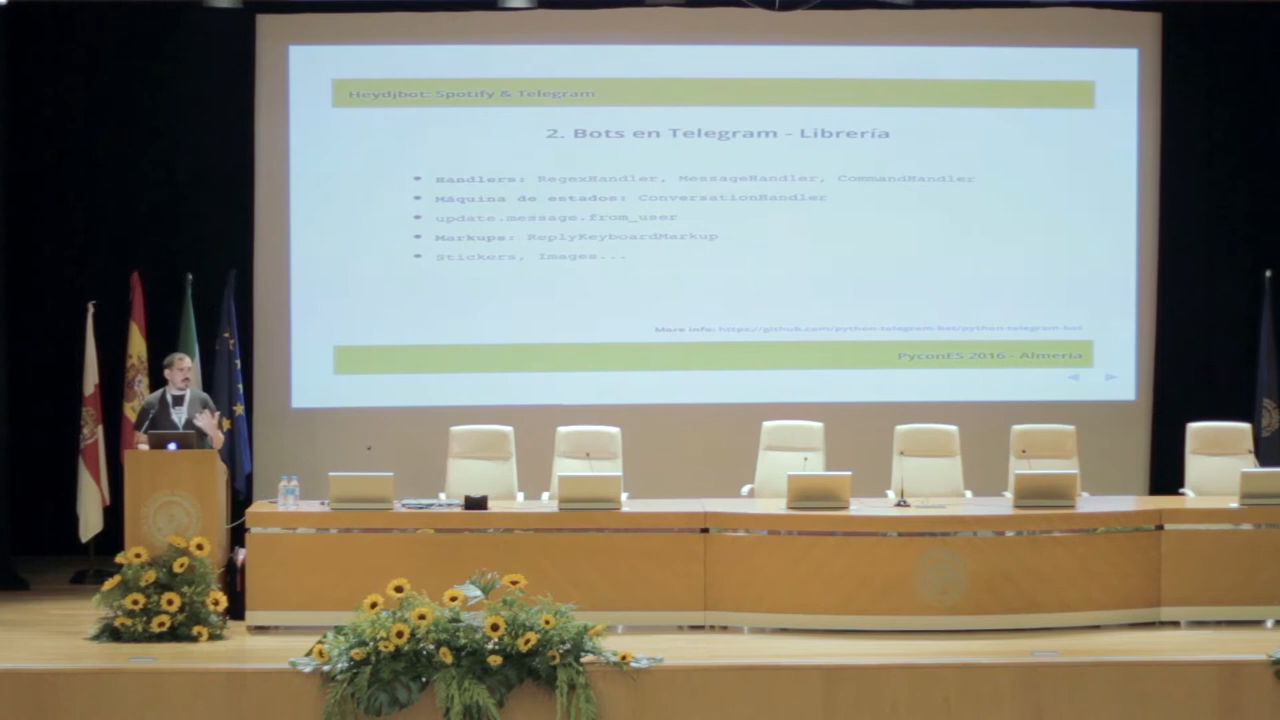 Heydjbot: Spotify & Telegram
2. Bots en Telegram - Librería
• Handlers: RegexHandler, MessageHandler, CommandHandler
• Máquina de estados: ConversationHandler
• update.message.from_user
• Markups: ReplyKeyboardMarkup
• Stickers, Images...
More info: https://github.com/python-telegram-bot/python-telegram-bot
PyconES 2016 - Almería